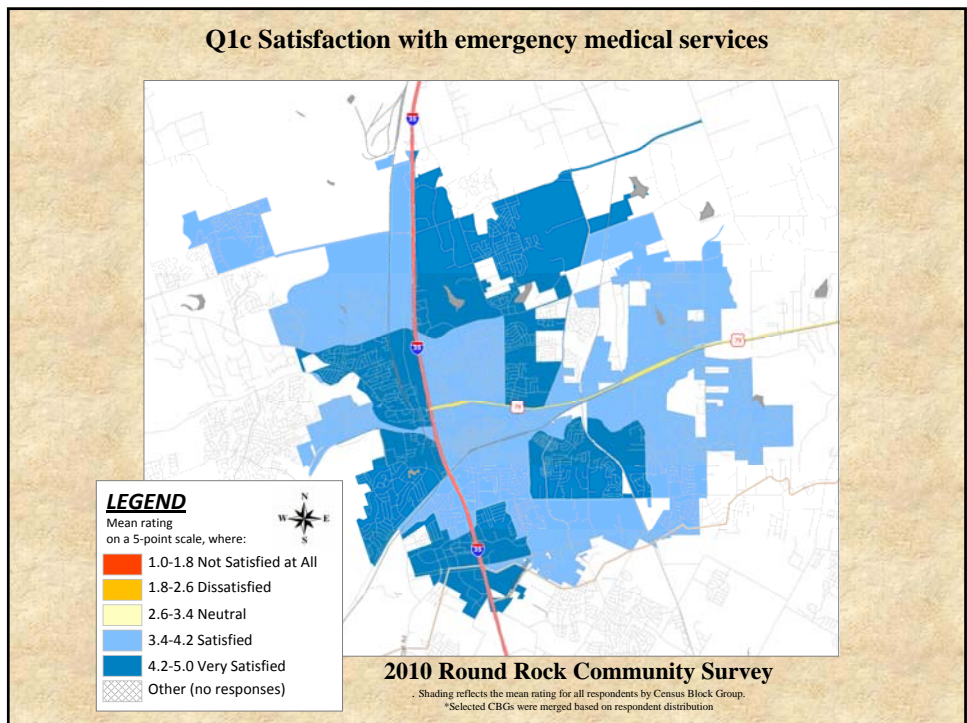 Q1c Satisfaction with emergency medical services
35
79
35
79
LEGEND
Mean rating
on a 5-point scale, where:
N
W E
S
1.0-1.8 Not Satisfied at All
1.8-2.6 Dissatisfied
2.6-3.4 Neutral
3.4-4.2 Satisfied
4.2-5.0 Very Satisfied
Other (no responses)
35
2010 Round Rock Community Survey
. Shading reflects the mean rating for all respondents by Census Block Group.
*Selected CBGs were merged based on respondent distribution